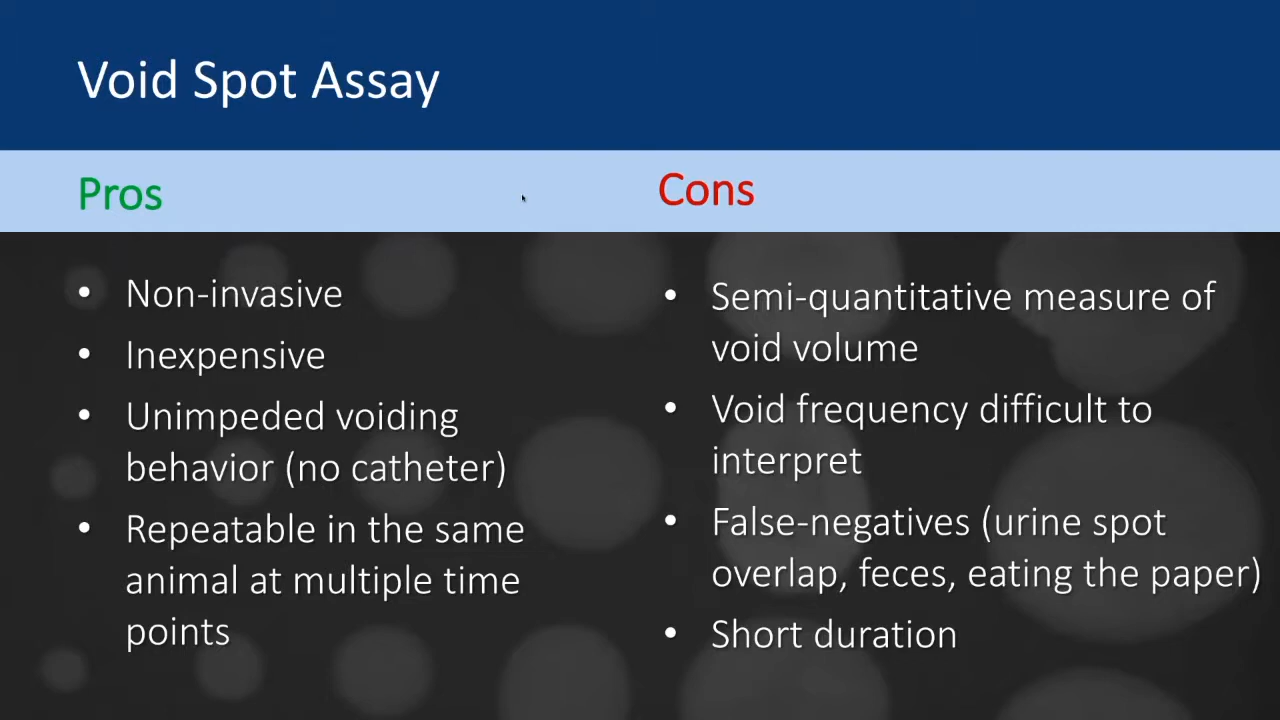 Void Spot Assay
Pros
• Non-invasive
• Inexpensive
• Unimpeded voiding
behavior (no catheter)
• Repeatable in the same
animal at multiple time
points
Cons
• Semi-quantitative measure of
void volume
• Void frequency difficult to
interpret
• False-negatives (urine spot
overlap, feces, eating the paper)
• Short duration